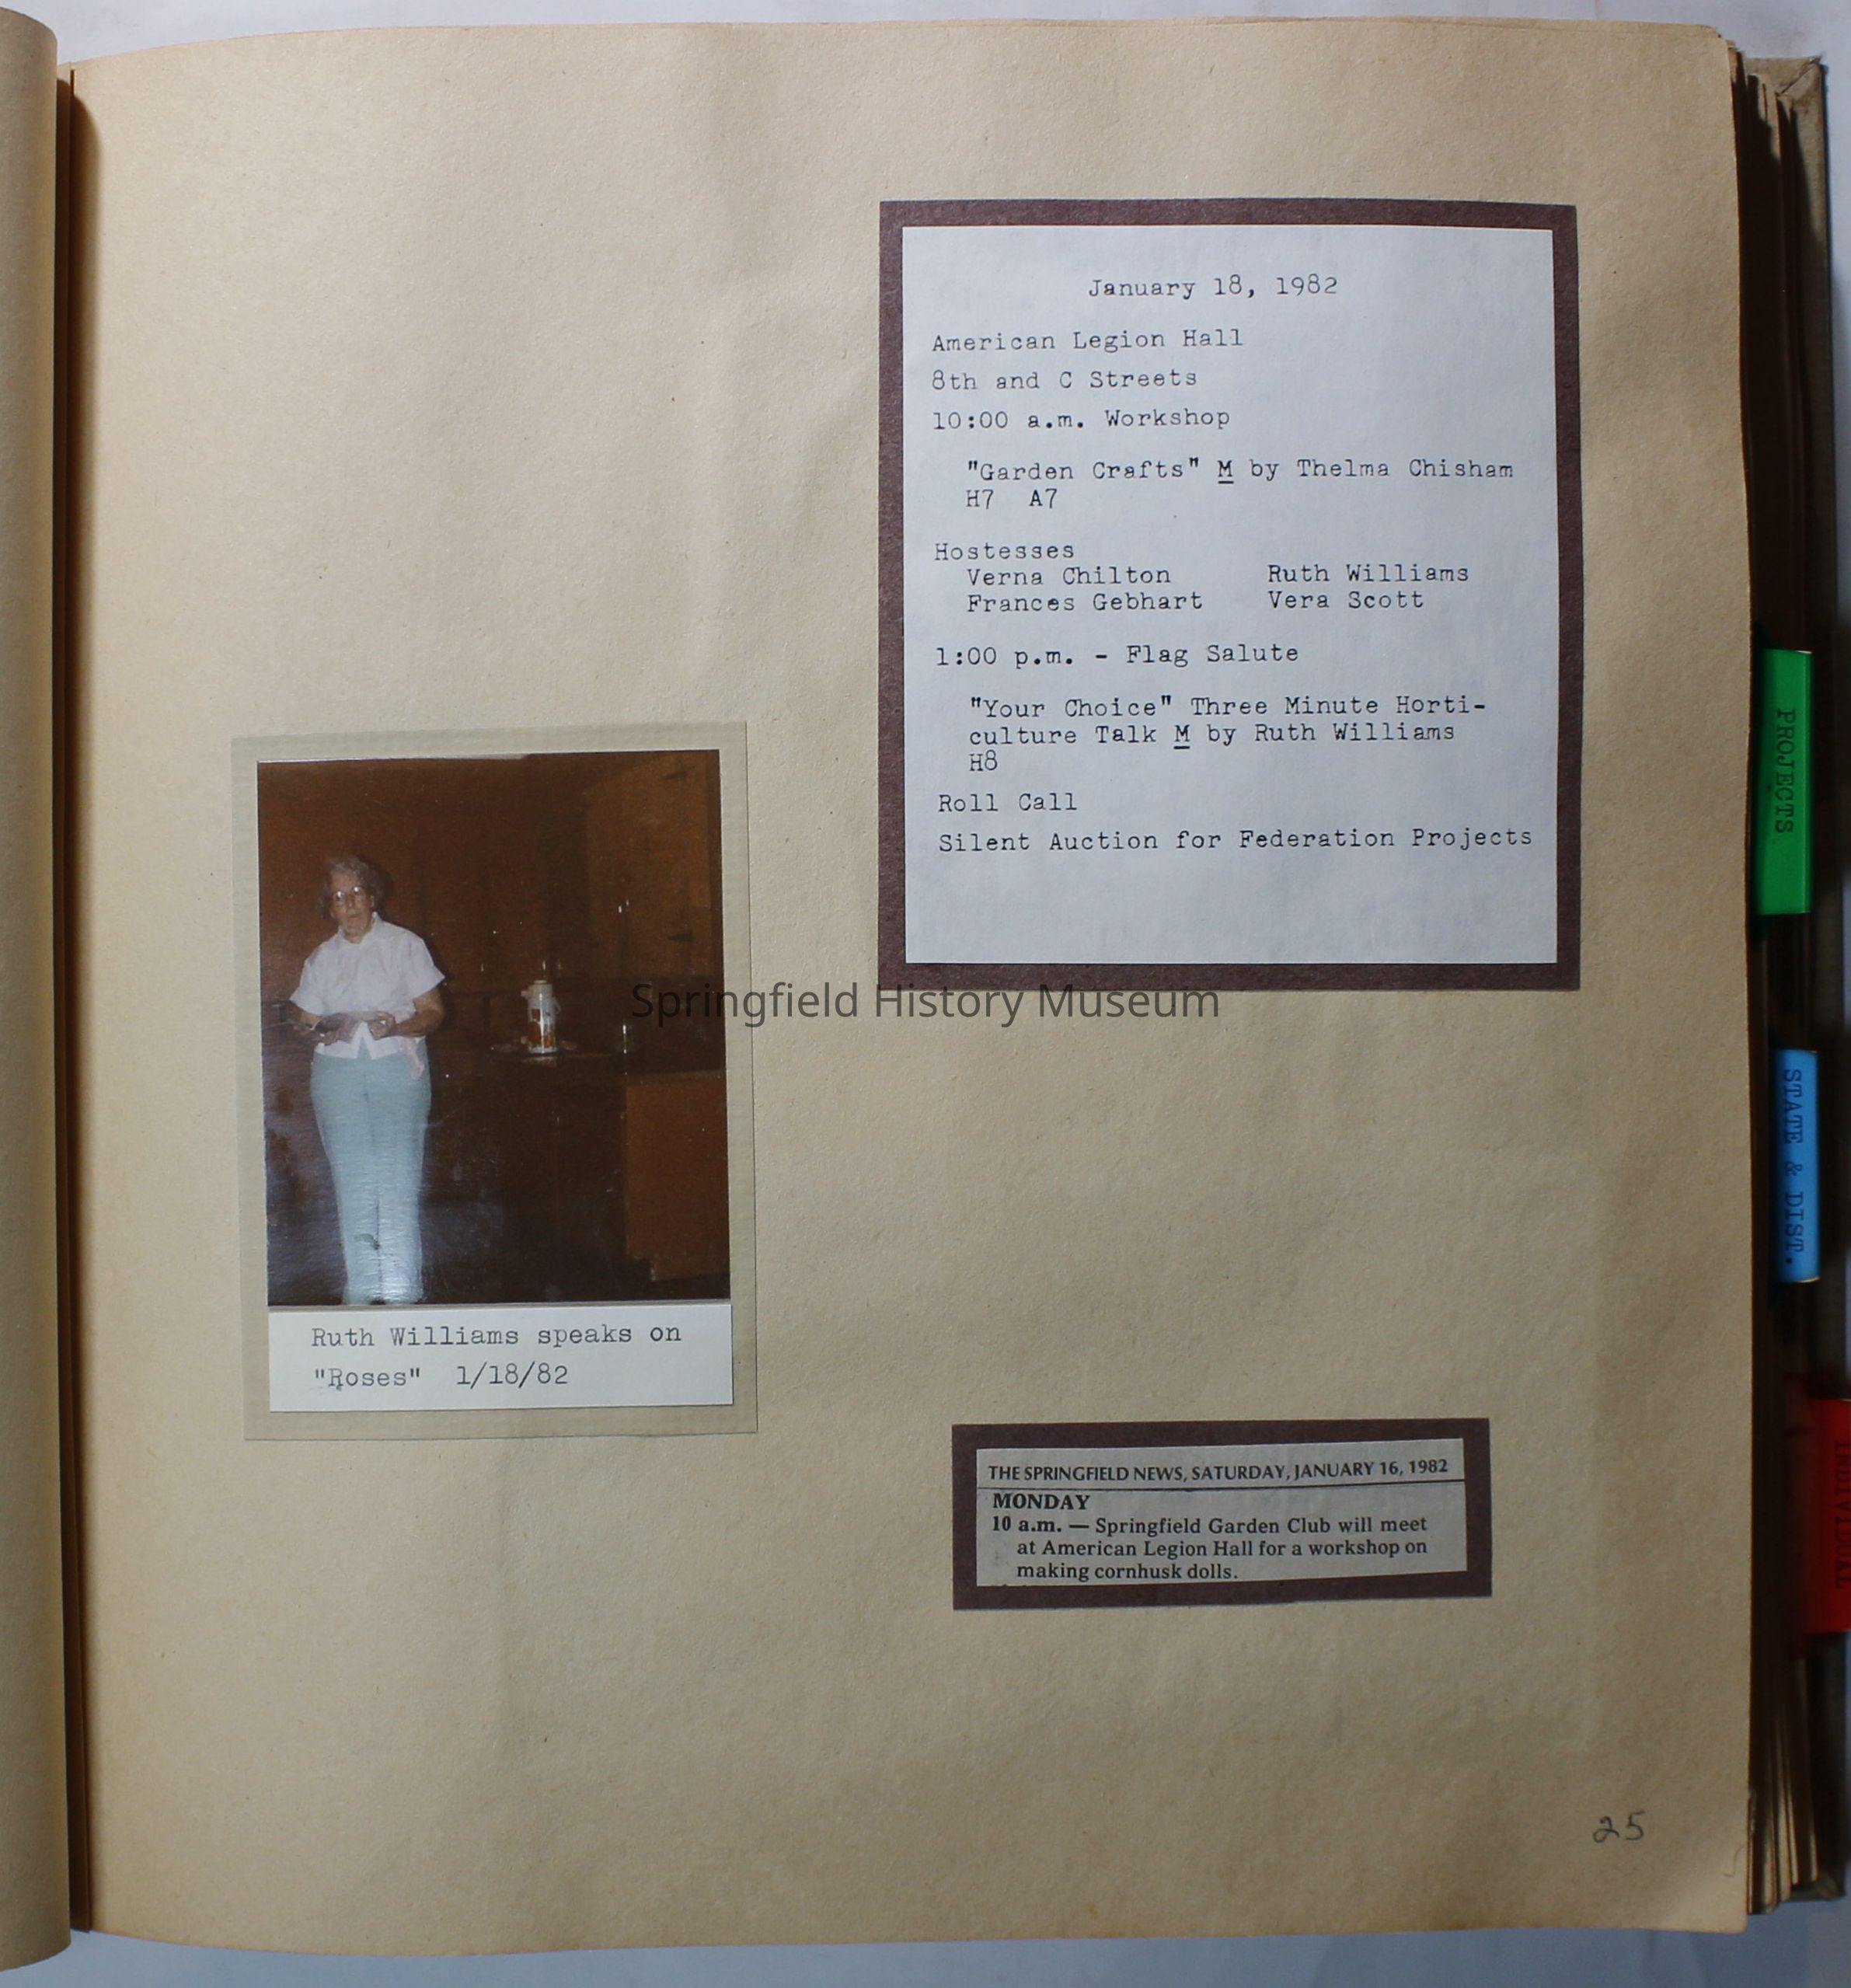 January 18, 1982
American Legion Hall
8th and C Streets
10:00 a.m. Workshop
"Garden Crafts" M by Thelma Chisham
H7 A7
Hostesses
Verna Chilton Ruth Williams
Frances Gebhart Vera Scott
1:00 p.m. - Flag Salute
"Your Choice" Three Minute Horti-
culture Talk M by Ruth Williams
H8
Roll Call
Silent Auction for Federation Projects
Springfield History Museum
Ruth Williams speaks on
"Roses" 1/18/82
THE SPRINGFIELD NEWS, SATURDAY, JANUARY 16, 1982
MONDAY
10 a.m. — Springfield Garden Club will meet
at American Legion Hall for a workshop on
making cornhusk dolls.
25
PROJECTS
STATE & DIST.
INDIVIDUAL